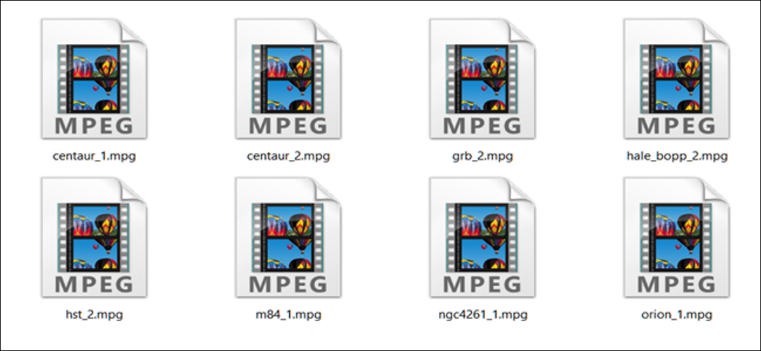 MPEG MPEG MPEG MPEG
centaur_1.mpg centaur_2.mpg grb_2.mpg hale_bopp_2.mpg
MPEG MPEG MPEG MPEG
hst_2.mpg m84_1.mpg ngc4261_1.mpg orion_1.mpg